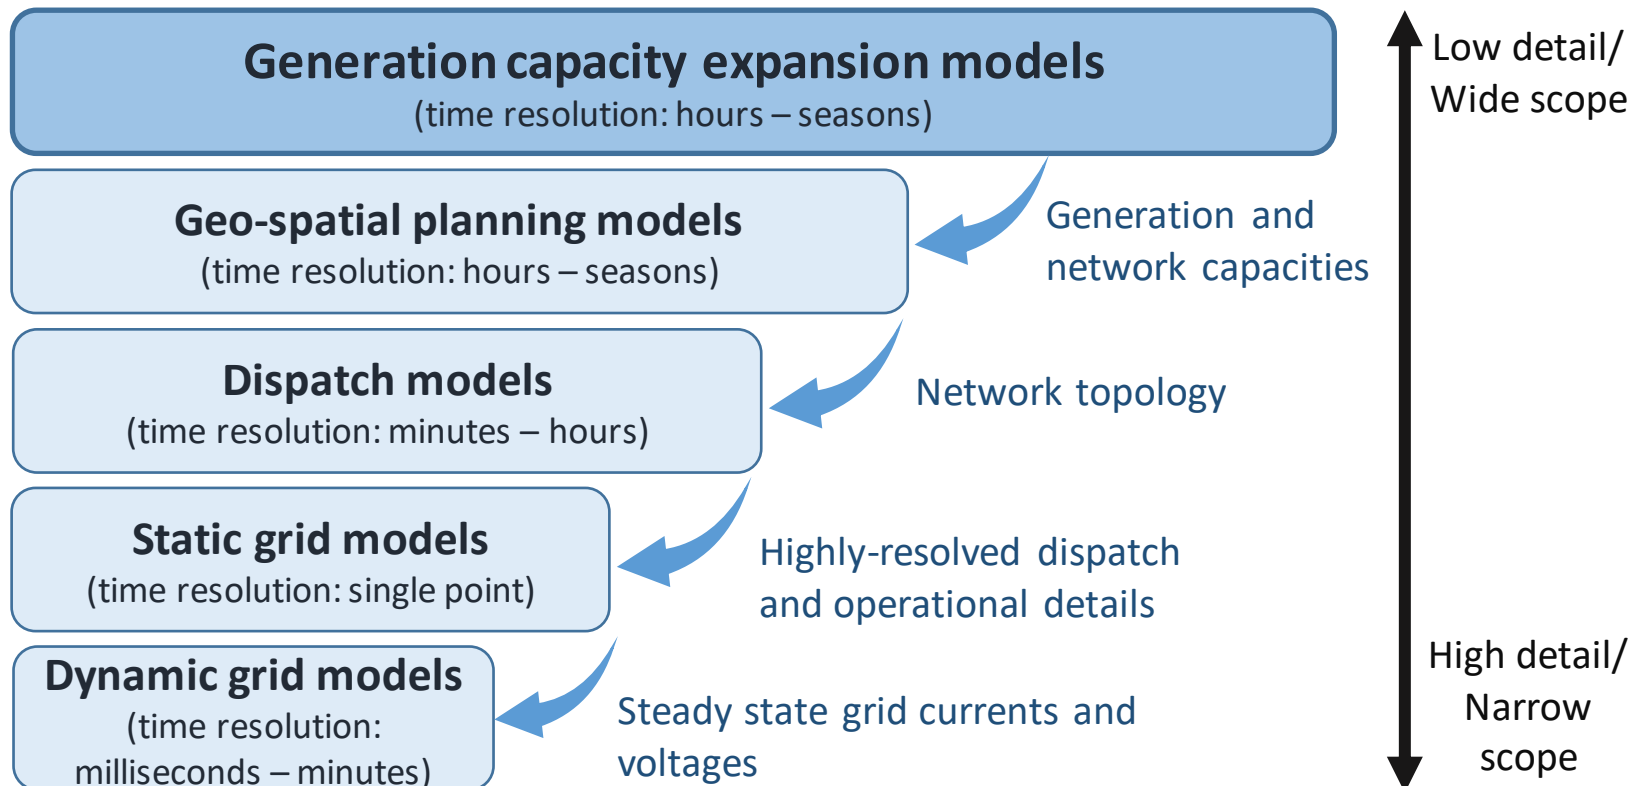 Generation capacity expansion models
(time resolution: hours – seasons)
Low detail/
Wide scope
Geo-spatial planning models
(time resolution: hours – seasons)
Generation and
network capacities
Dispatch models
(time resolution: minutes – hours)
Network topology
Static grid models
(time resolution: single point)
Highly-resolved dispatch
and operational details
Dynamic grid models
(time resolution:
milliseconds – minutes)
Steady state grid currents and
voltages
High detail/
Narrow
scope